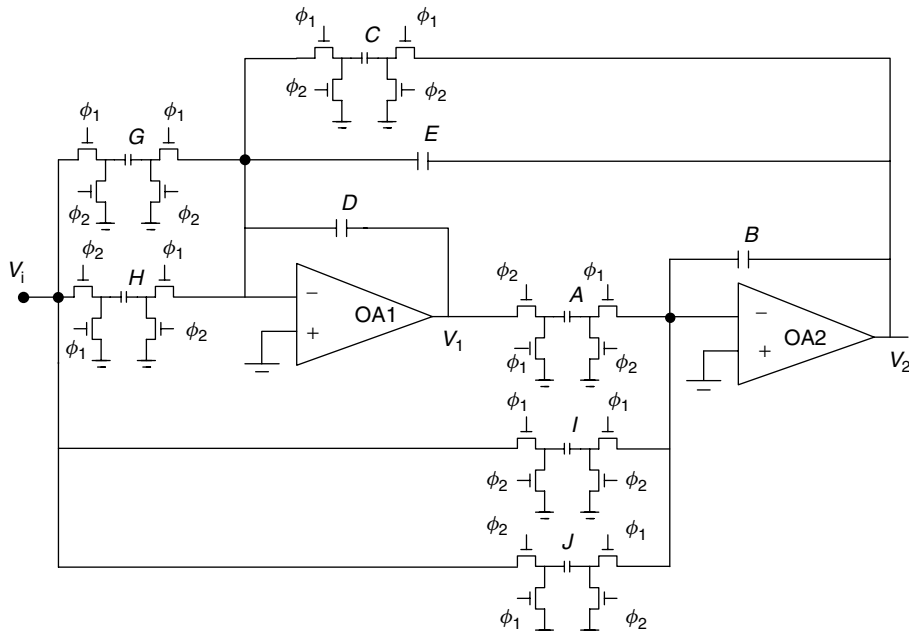 ϕ1 C ϕ1
ϕ2 ϕ2
ϕ1 G ϕ1
E
ϕ2 ϕ2
D
B
Vi
ϕ2 H ϕ1
ϕ2 A ϕ1
−
+
OA1
V1
−
+
OA2
V2
ϕ1 ϕ2
ϕ1 ϕ2
ϕ1 I ϕ1
ϕ2 ϕ2
ϕ2 J ϕ1
ϕ1 ϕ2